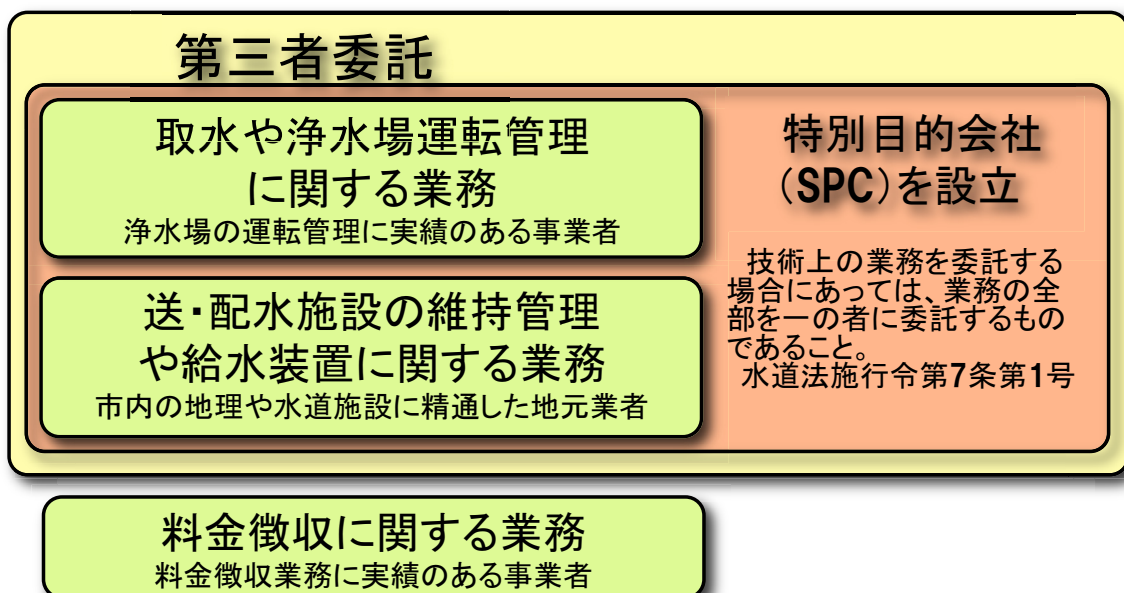 第三者委託
取水や浄水場運転管理
に関する業務
浄水場の運転管理に実績のある事業者
送・配水施設の維持管理
や給水装置に関する業務
市内の地理や水道施設に精通した地元業者
特別目的会社
（SPC）を設立
技術上の業務を委託する
場合にあっては、業務の全
部を一の者に委託するもの
であること。
水道法施行令第7条第1号
料金徴収に関する業務
料金徴収業務に実績のある事業者